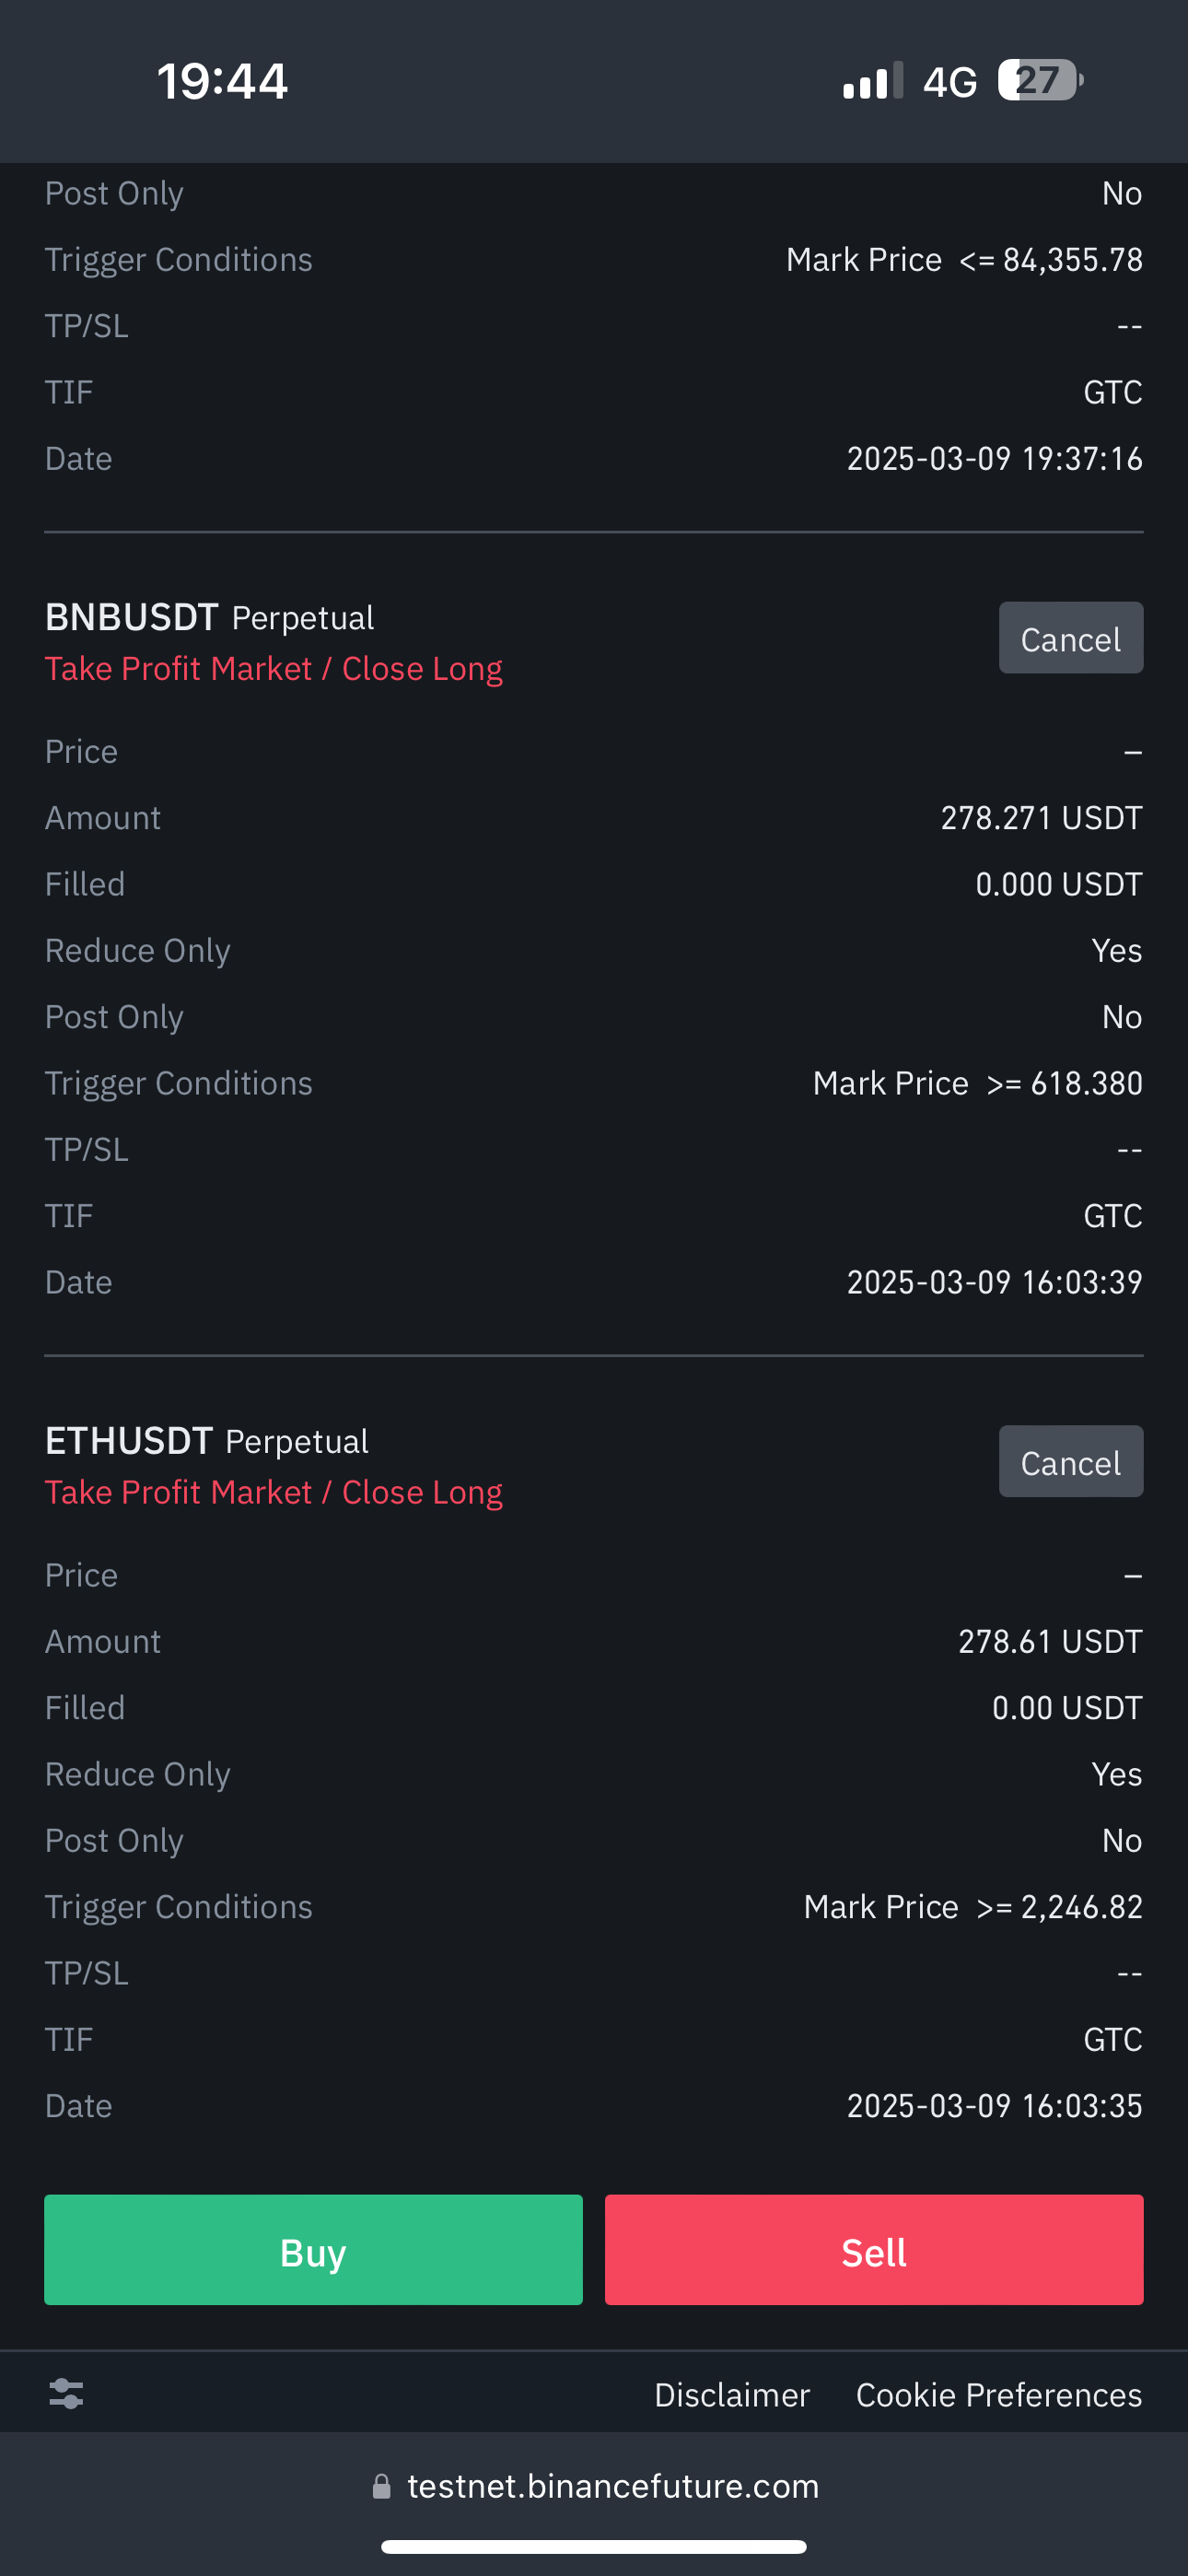 19:44 4G 27
Post Only No
Trigger Conditions Mark Price <= 84,355.78
TP/SL --
TIF GTC
Date 2025-03-09 19:37:16
BNBUSDT Perpetual Cancel
Take Profit Market / Close Long
Price –
Amount 278.271 USDT
Filled 0.000 USDT
Reduce Only Yes
Post Only No
Trigger Conditions Mark Price >= 618.380
TP/SL --
TIF GTC
Date 2025-03-09 16:03:39
ETHUSDT Perpetual Cancel
Take Profit Market / Close Long
Price –
Amount 278.61 USDT
Filled 0.00 USDT
Reduce Only Yes
Post Only No
Trigger Conditions Mark Price >= 2,246.82
TP/SL --
TIF GTC
Date 2025-03-09 16:03:35
Buy Sell
Disclaimer Cookie Preferences
testnet.binancefuture.com